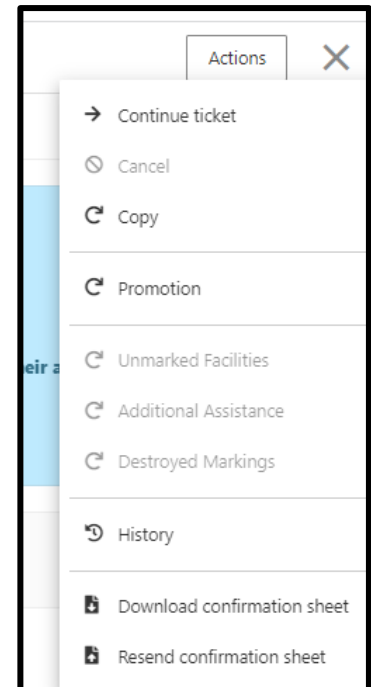 Actions
Continue ticket
Cancel
Copy
Promotion
eir a
Unmarked Facilities
Additional Assistance
Destroyed Markings
History
Download confirmation sheet
Resend confirmation sheet